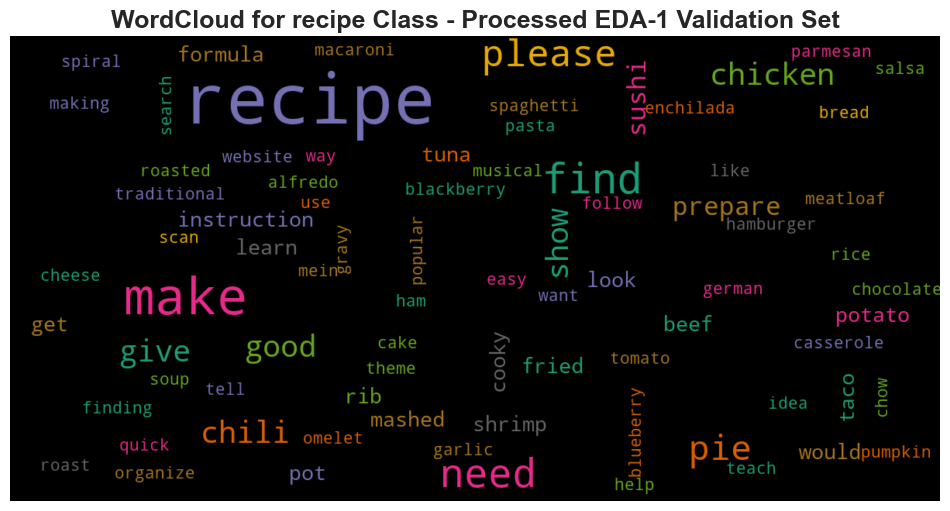 WordCloud for recipe Class - Processed EDA-1 Validation Set
spiral
formula
macaroni
please
parmesan
making
search
recipe
sushi
chicken
salsa
spaghetti
enchilada
bread
pasta
website
way
tuna
roasted
alfredo
musical
find
like
traditional
use
blackberry
follow
prepare
meatloaf
instruction
hamburger
scan
learn
gravy
popular
show
rice
cheese
mein
easy
look
german
chocolate
make
ham
want
potato
get
beef
give
good
cake
cooky
fried
tomato
casserole
soup
theme
tell
rib
idea
taco
chow
finding
mashed
shrimp
blueberry
quick
chili
omelet
garlic
pie
would
pumpkin
roast
organize
pot
need
help
teach